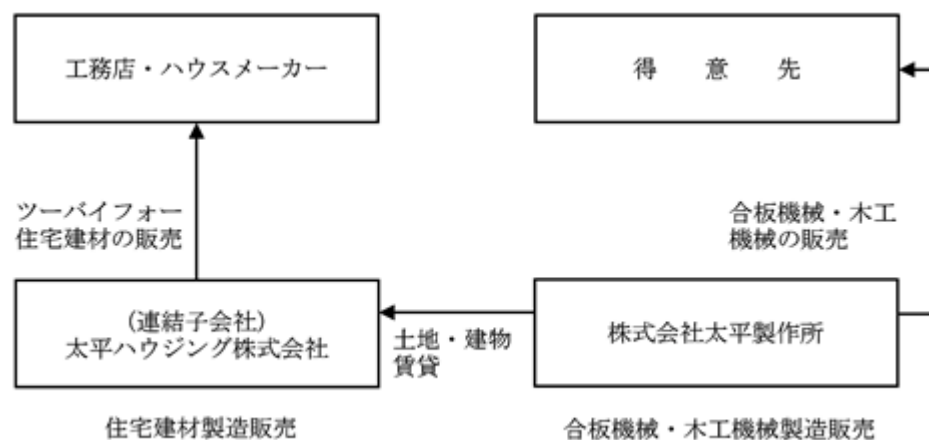 工務店・ハウスメーカー
得 意 先
ツーバイフォー
住宅建材の販売
合板機械・木工
機械の販売
(連結子会社)
太平ハウジング株式会社
土地・建物
賃貸
株式会社太平製作所
住宅建材製造販売
合板機械・木工機械製造販売